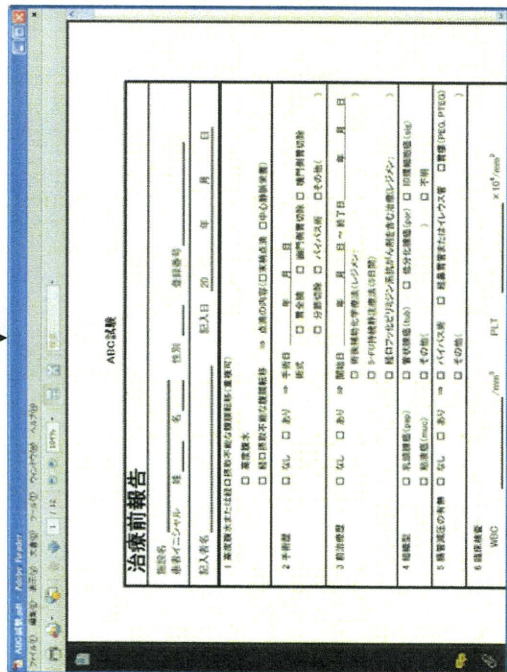 ABC試験.pdf - Adobe Reader
ファイル(F) 編集(E) 表示(V) 文書(D) ツール(T) ウィンドウ(W) ヘルプ(H)
1 / 12 104%
ABC試験
治療前報告
施設名
患者イニシャル 姓 名 性別 登録番号
記入者名 記入日 20 年 月 日
1 高度腹水または経口摂取不能な腹膜転移(重複可)
□ 高度腹水
□ 経口摂取不能な腹膜転移 ⇒ 点滴の内容(□末梢点滴 □中心静脈栄養)
2 手術歴 □ なし □ あり ⇒ 手術日 年 月 日
術式 □ 胃全摘 □ 幽門側胃切除 □ 噴門側胃切除
□ 分節切除 □ バイパス術 □ その他( )
3 前治療歴 □ なし □ あり ⇒ 開始日 年 月 日 ~ 終了日 年 月 日
□ 術後補助化学療法(レジメン: )
□ 5-FU持続静注療法(5日間)
□ 経口フッ化ピリミジン系抗がん剤を含む治療(レジメン: )
4 組織型 □ 乳頭腺癌(pap) □ 管状腺癌(tub) □ 低分化腺癌(por) □ 印環細胞癌(sig)
□ 粘液癌(muc) □ その他( ) □ 不明
5 腸管減圧の有無 □ なし □ あり ⇒ □ バイパス術 □ 経鼻胃管またはイレウス管 □ 胃瘻(PEG, PTEG)
□ その他( )
6 臨床検査
WBC /mm³ PLT ×10⁴/mm³